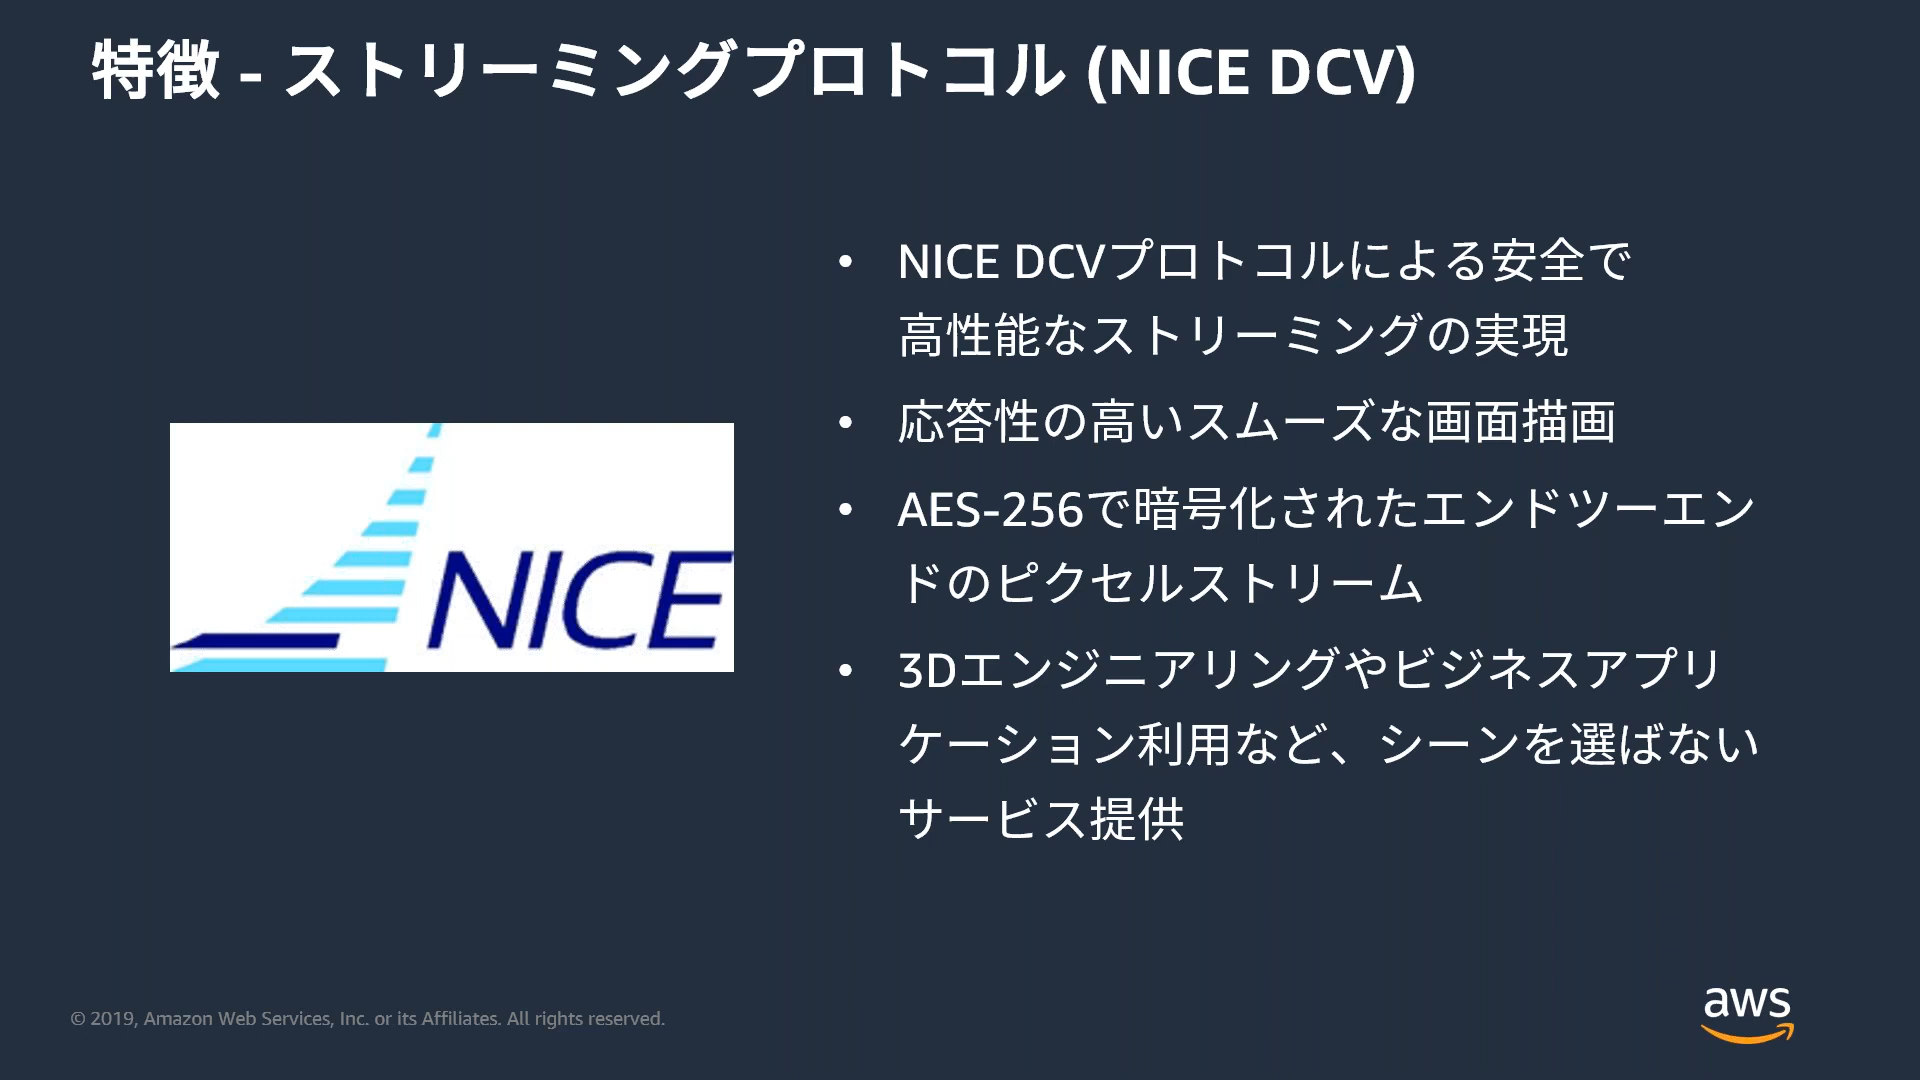 特徴 - ストリーミングプロトコル (NICE DCV)
NICE
• NICE DCVプロトコルによる安全で
高性能なストリーミングの実現
• 応答性の高いスムーズな画面描画
• AES-256で暗号化されたエンドツーエン
ドのピクセルストリーム
• 3Dエンジニアリングやビジネスアプリ
ケーション利用など、シーンを選ばない
サービス提供
© 2019, Amazon Web Services, Inc. or its Affiliates. All rights reserved.
aws